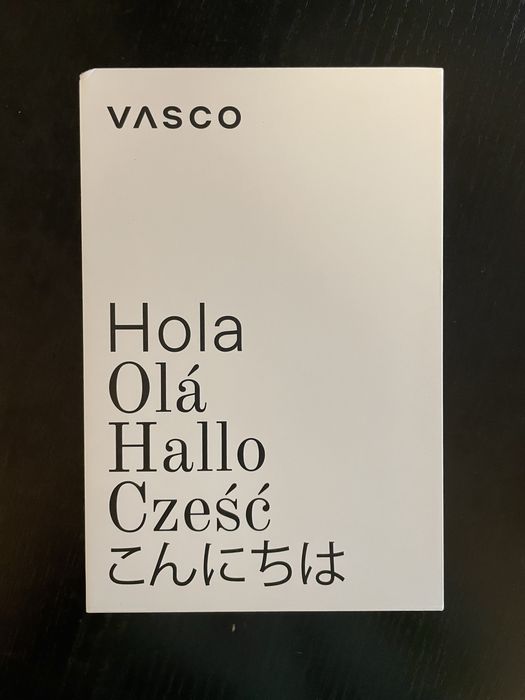 VASCO
Hola
Olá
Hallo
Cześć
こんにちは